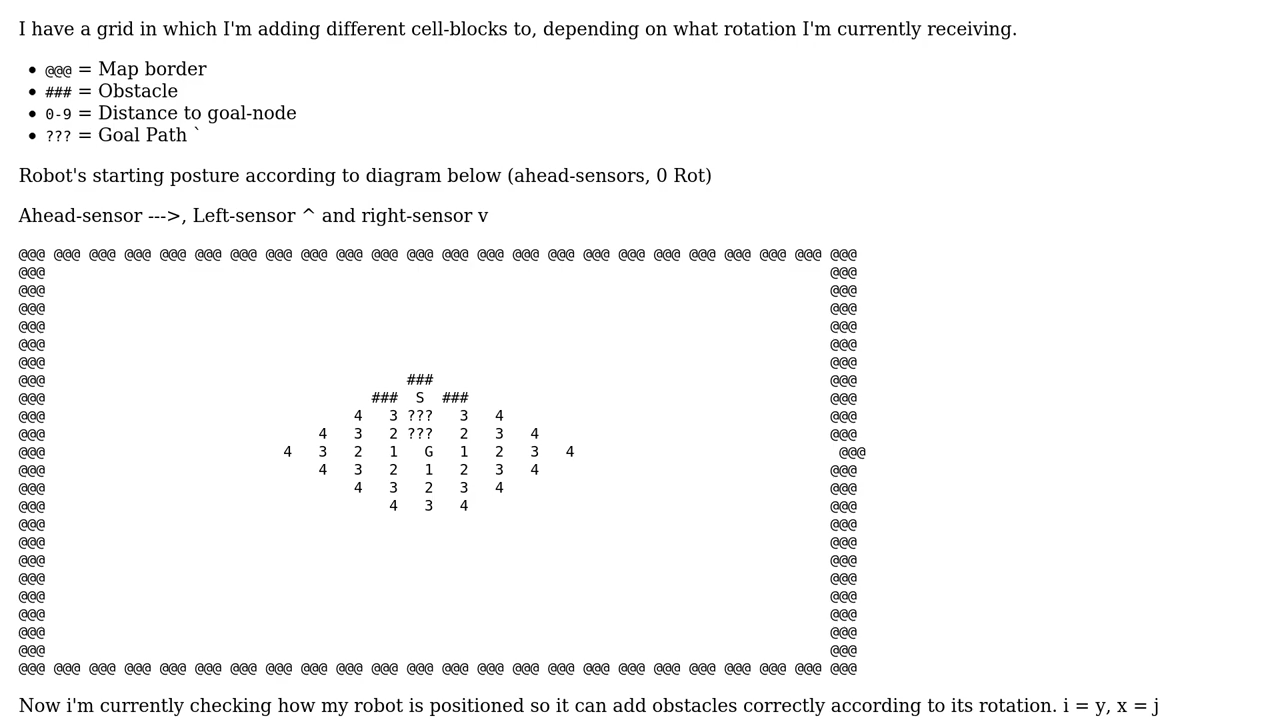 I have a grid in which I'm adding different cell-blocks to, depending on what rotation I'm currently receiving.
• @@@ = Map border
• ### = Obstacle
• 0-9 = Distance to goal-node
• ??? = Goal Path `
Robot's starting posture according to diagram below (ahead-sensors, 0 Rot)
Ahead-sensor --->, Left-sensor ^ and right-sensor v
@@@ @@@ @@@ @@@ @@@ @@@ @@@ @@@ @@@ @@@ @@@ @@@ @@@ @@@ @@@ @@@ @@@ @@@ @@@ @@@ @@@ @@@ @@@ @@@
@@@                                                                                         @@@
@@@                                                                                         @@@
@@@                                                                                         @@@
@@@                                                                                         @@@
@@@                                                                                         @@@
@@@                                                                                         @@@
@@@                                         ###                                             @@@
@@@                                     ###  S  ###                                         @@@
@@@                                   4   3 ???   3   4                                     @@@
@@@                               4   3   2 ???   2   3   4                                 @@@
@@@                           4   3   2   1   G   1   2   3   4                              @@@
@@@                               4   3   2   1   2   3   4                                 @@@
@@@                                   4   3   2   3   4                                     @@@
@@@                                       4   3   4                                         @@@
@@@                                                                                         @@@
@@@                                                                                         @@@
@@@                                                                                         @@@
@@@                                                                                         @@@
@@@                                                                                         @@@
@@@                                                                                         @@@
@@@                                                                                         @@@
@@@                                                                                         @@@
@@@ @@@ @@@ @@@ @@@ @@@ @@@ @@@ @@@ @@@ @@@ @@@ @@@ @@@ @@@ @@@ @@@ @@@ @@@ @@@ @@@ @@@ @@@ @@@
Now i'm currently checking how my robot is positioned so it can add obstacles correctly according to its rotation. i = y, x = j